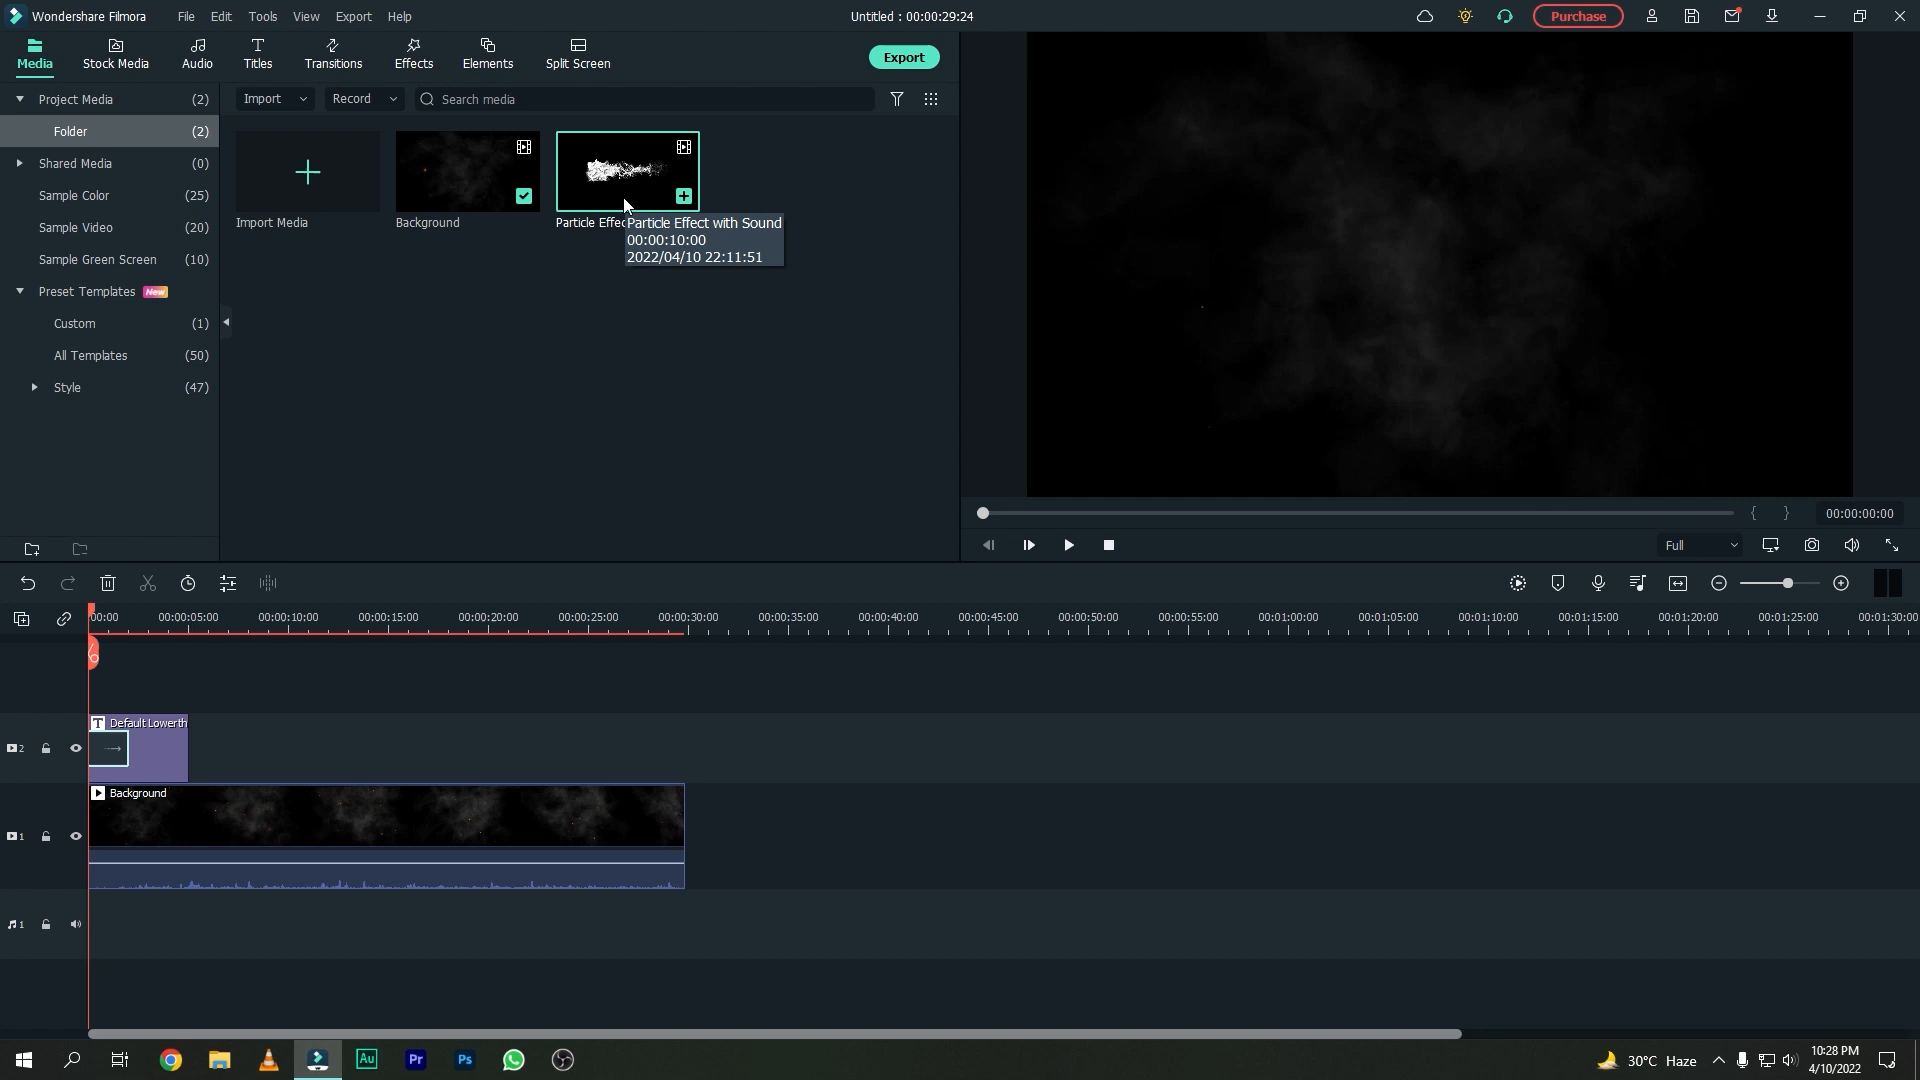 Wondershare Filmora
File Edit Tools View Export Help
Untitled : 00:00:29:24
Purchase
Media
Stock Media
Audio
Titles
Transitions
Effects
Elements
Split Screen
Export
Project Media (2)
Folder (2)
Shared Media (0)
Sample Color (25)
Sample Video (20)
Sample Green Screen (10)
Preset Templates New
Custom (1)
All Templates (50)
Style (47)
Import
Record
Search media
Import Media
Background
Particle Effec
Particle Effect with Sound
00:00:10:00
2022/04/10 22:11:51
{ } 00:00:00:00
Full
00:00 00:00:05:00 00:00:10:00 00:00:15:00 00:00:20:00 00:00:25:00 00:00:30:00 00:00:35:00 00:00:40:00 00:00:45:00 00:00:50:00 00:00:55:00 00:01:00:00 00:01:05:00 00:01:10:00 00:01:15:00 00:01:20:00 00:01:25:00 00:01:30:00
T Default Lowerth
2
Background
1
1
Au Pr Ps
30°C Haze
10:28 PM
4/10/2022